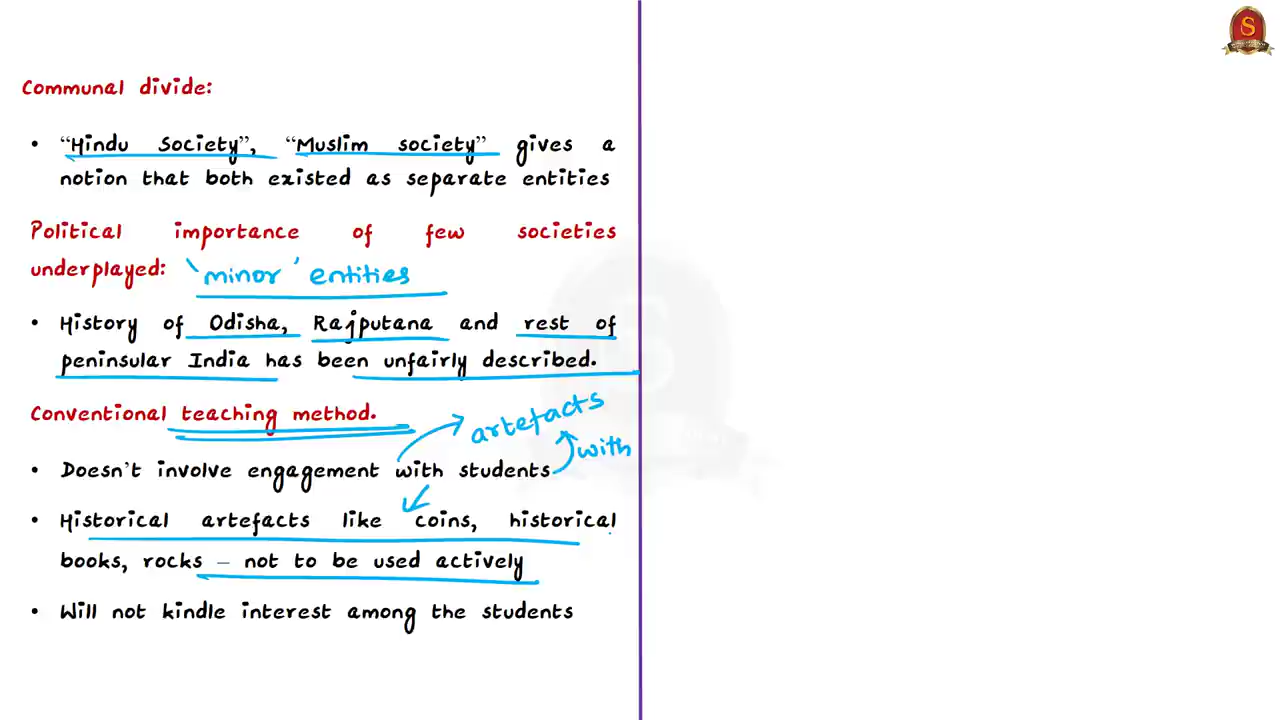 Communal divide:
• “Hindu Society”, “Muslim society” gives a
notion that both existed as separate entities
Political importance of few societies
underplayed: 'minor' entities
• History of Odisha, Rajputana and rest of
peninsular India has been unfairly described.
Conventional teaching method.
artefacts
with
• Doesn't involve engagement with students
• Historical artefacts like coins, historical
books, rocks – not to be used actively
• Will not kindle interest among the students
S